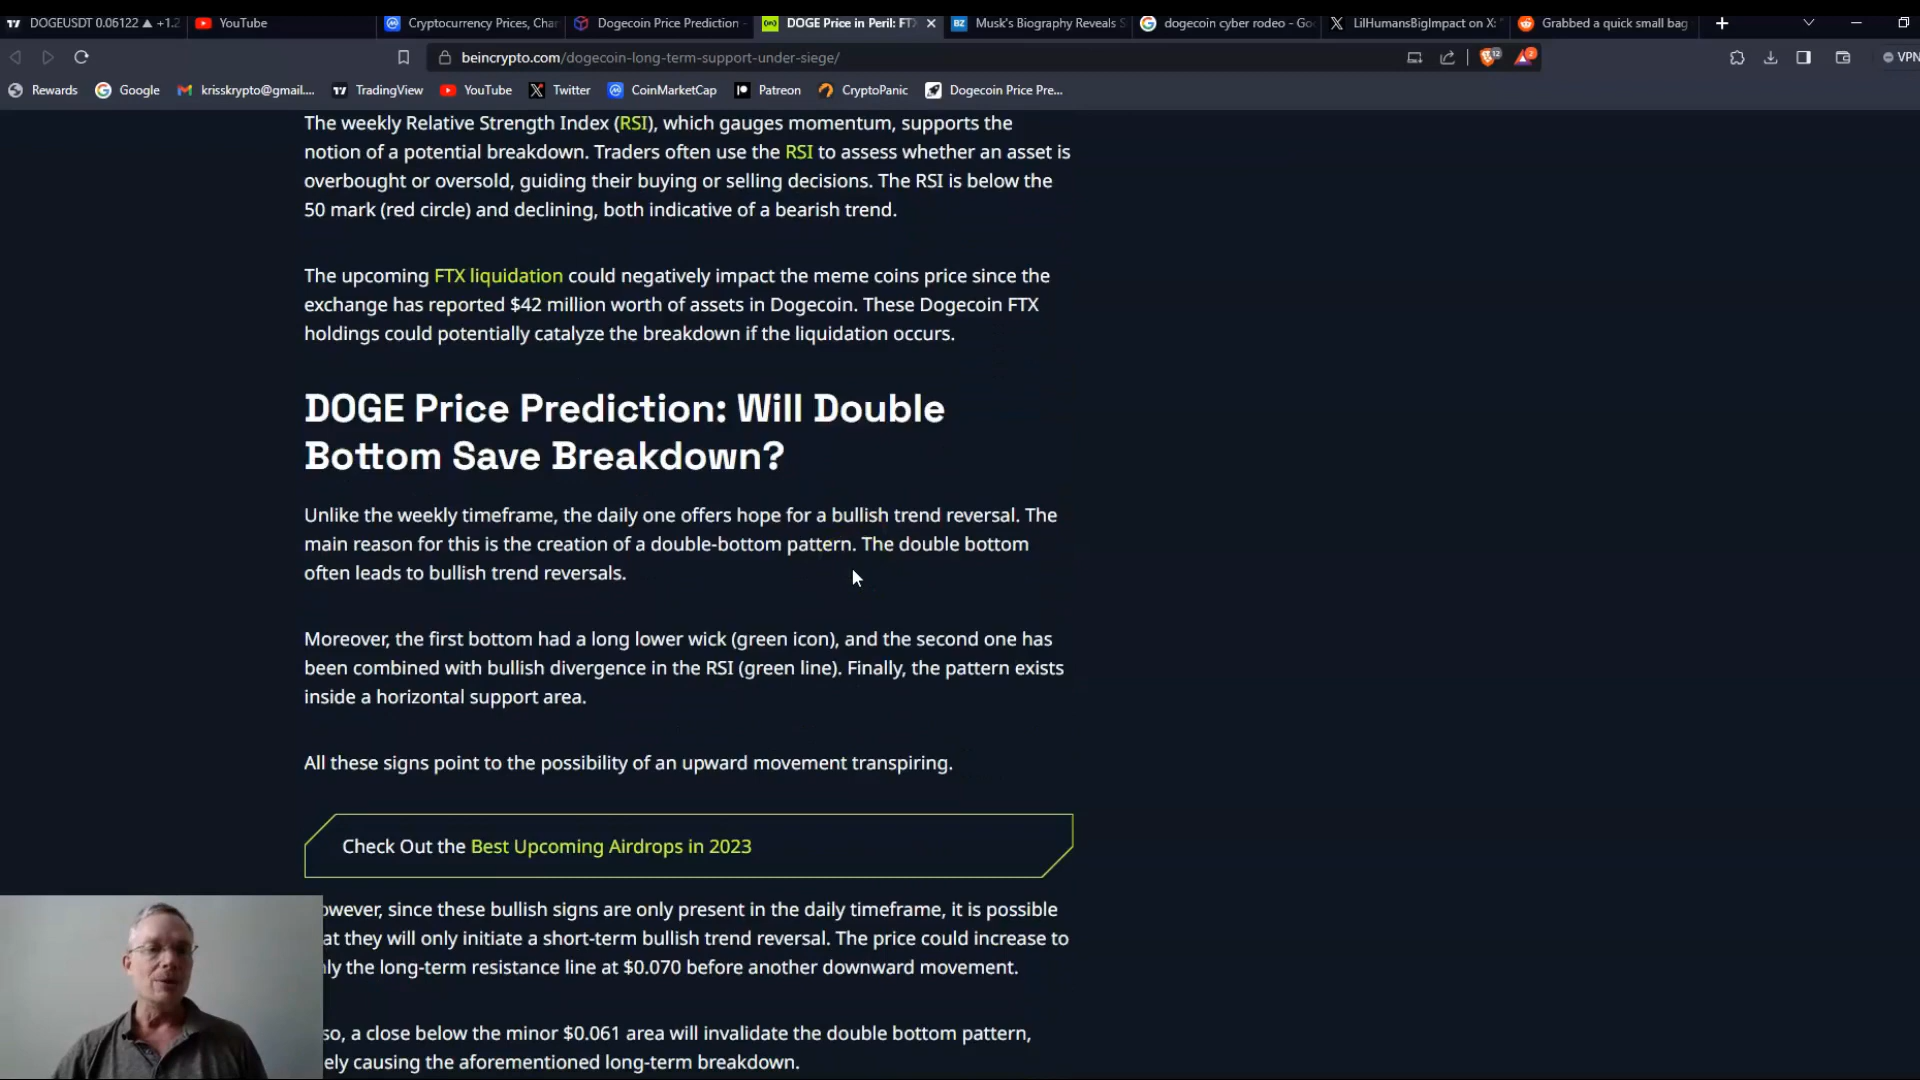 DOGEUSDT 0.06122 ▲ +1.2
YouTube
Cryptocurrency Prices, Char
Dogecoin Price Prediction
DOGE Price in Peril: FTX
Musk's Biography Reveals S
dogecoin cyber rodeo - Goo
LilHumansBigImpact on X: "
Grabbed a quick small bag
beincrypto.com/dogecoin-long-term-support-under-siege/
12
2
VPN
Rewards
Google
krisskrypto@gmail....
TradingView
YouTube
Twitter
CoinMarketCap
Patreon
CryptoPanic
Dogecoin Price Pre...
The weekly Relative Strength Index (RSI), which gauges momentum, supports the
notion of a potential breakdown. Traders often use the RSI to assess whether an asset is
overbought or oversold, guiding their buying or selling decisions. The RSI is below the
50 mark (red circle) and declining, both indicative of a bearish trend.
The upcoming FTX liquidation could negatively impact the meme coins price since the
exchange has reported $42 million worth of assets in Dogecoin. These Dogecoin FTX
holdings could potentially catalyze the breakdown if the liquidation occurs.
DOGE Price Prediction: Will Double
Bottom Save Breakdown?
Unlike the weekly timeframe, the daily one offers hope for a bullish trend reversal. The
main reason for this is the creation of a double-bottom pattern. The double bottom
often leads to bullish trend reversals.
Moreover, the first bottom had a long lower wick (green icon), and the second one has
been combined with bullish divergence in the RSI (green line). Finally, the pattern exists
inside a horizontal support area.
All these signs point to the possibility of an upward movement transpiring.
Check Out the Best Upcoming Airdrops in 2023
owever, since these bullish signs are only present in the daily timeframe, it is possible
at they will only initiate a short-term bullish trend reversal. The price could increase to
ly the long-term resistance line at $0.070 before another downward movement.
so, a close below the minor $0.061 area will invalidate the double bottom pattern,
ely causing the aforementioned long-term breakdown.